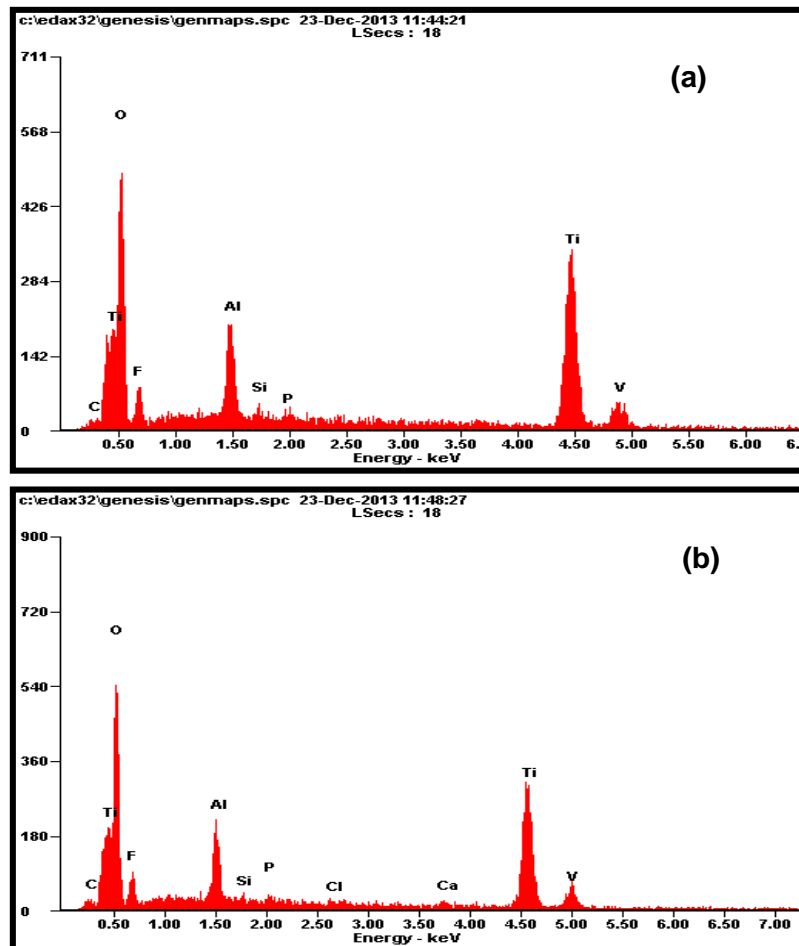 c:\edax32\genesis\genmaps.spc 23-Dec-2013 11:44:21
LSecs : 18
711
(a)
O
568
426
Ti
284
Al
Ti
142
F
Si
P
V
C
0
0.50 1.00 1.50 2.00 2.50 3.00 3.50 4.00 4.50 5.00 5.50 6.00 6.
Energy - keV
c:\edax32\genesis\genmaps.spc 23-Dec-2013 11:48:27
LSecs : 18
900
(b)
720
O
540
360
Ti
Al
Ti
180
F
P
Si
Cl
Ca
V
C
0
0.50 1.00 1.50 2.00 2.50 3.00 3.50 4.00 4.50 5.00 5.50 6.00 6.50 7.00
Energy - keV